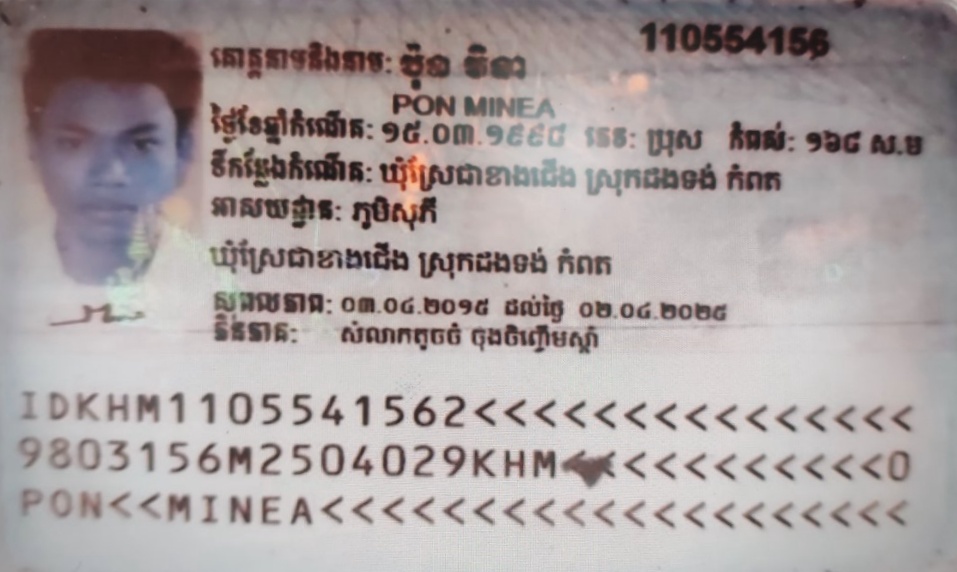 110554156
គោត្តនាមនិងនាម: ប៉ុន មិនា
PON MINEA
ថ្ងៃខែឆ្នាំកំណើត: ១៥.០៣.១៩៩៨ ភេទ: ប្រុស កំពស់: ១៦៨ ស.ម
ទីកន្លែងកំណើត: ឃុំស្រែជាខាងជើង ស្រុកដងទង់ កំពត
អាសយដ្ឋាន: ភូមិសុភី
ឃុំស្រែជាខាងជើង ស្រុកដងទង់ កំពត
សុពលភាព: ០៣.០៤.២០១៥ ដល់ថ្ងៃ ០២.០៤.២០២៥
ភិនភាគ: សំលាកតូចចំ ចុងចិញ្ចើមស្តាំ
IDKHM1105541562<<<<<<<<<<<<<<<
9803156M2504029KHM<<<<<<<<<<<0
PON<<MINEA<<<<<<<<<<<<<<<<<<<<